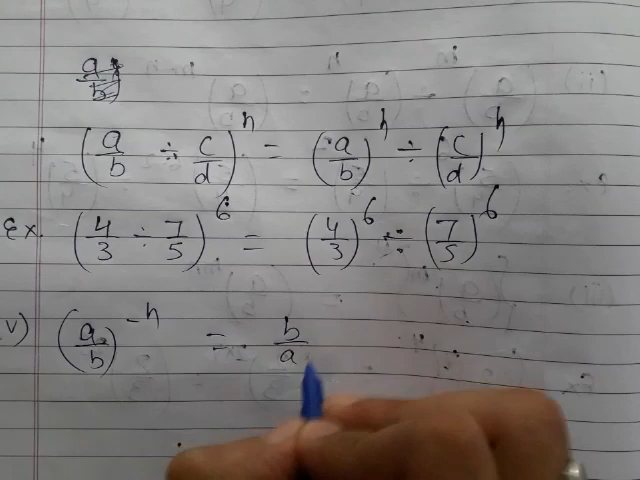 a/b
(a/b ÷ c/d)^n = (a/b)^n ÷ (c/d)^n
Ex. (4/3 ÷ 7/5)^6 = (4/3)^6 ÷ (7/5)^6
v) (a/b)^-n = b/a